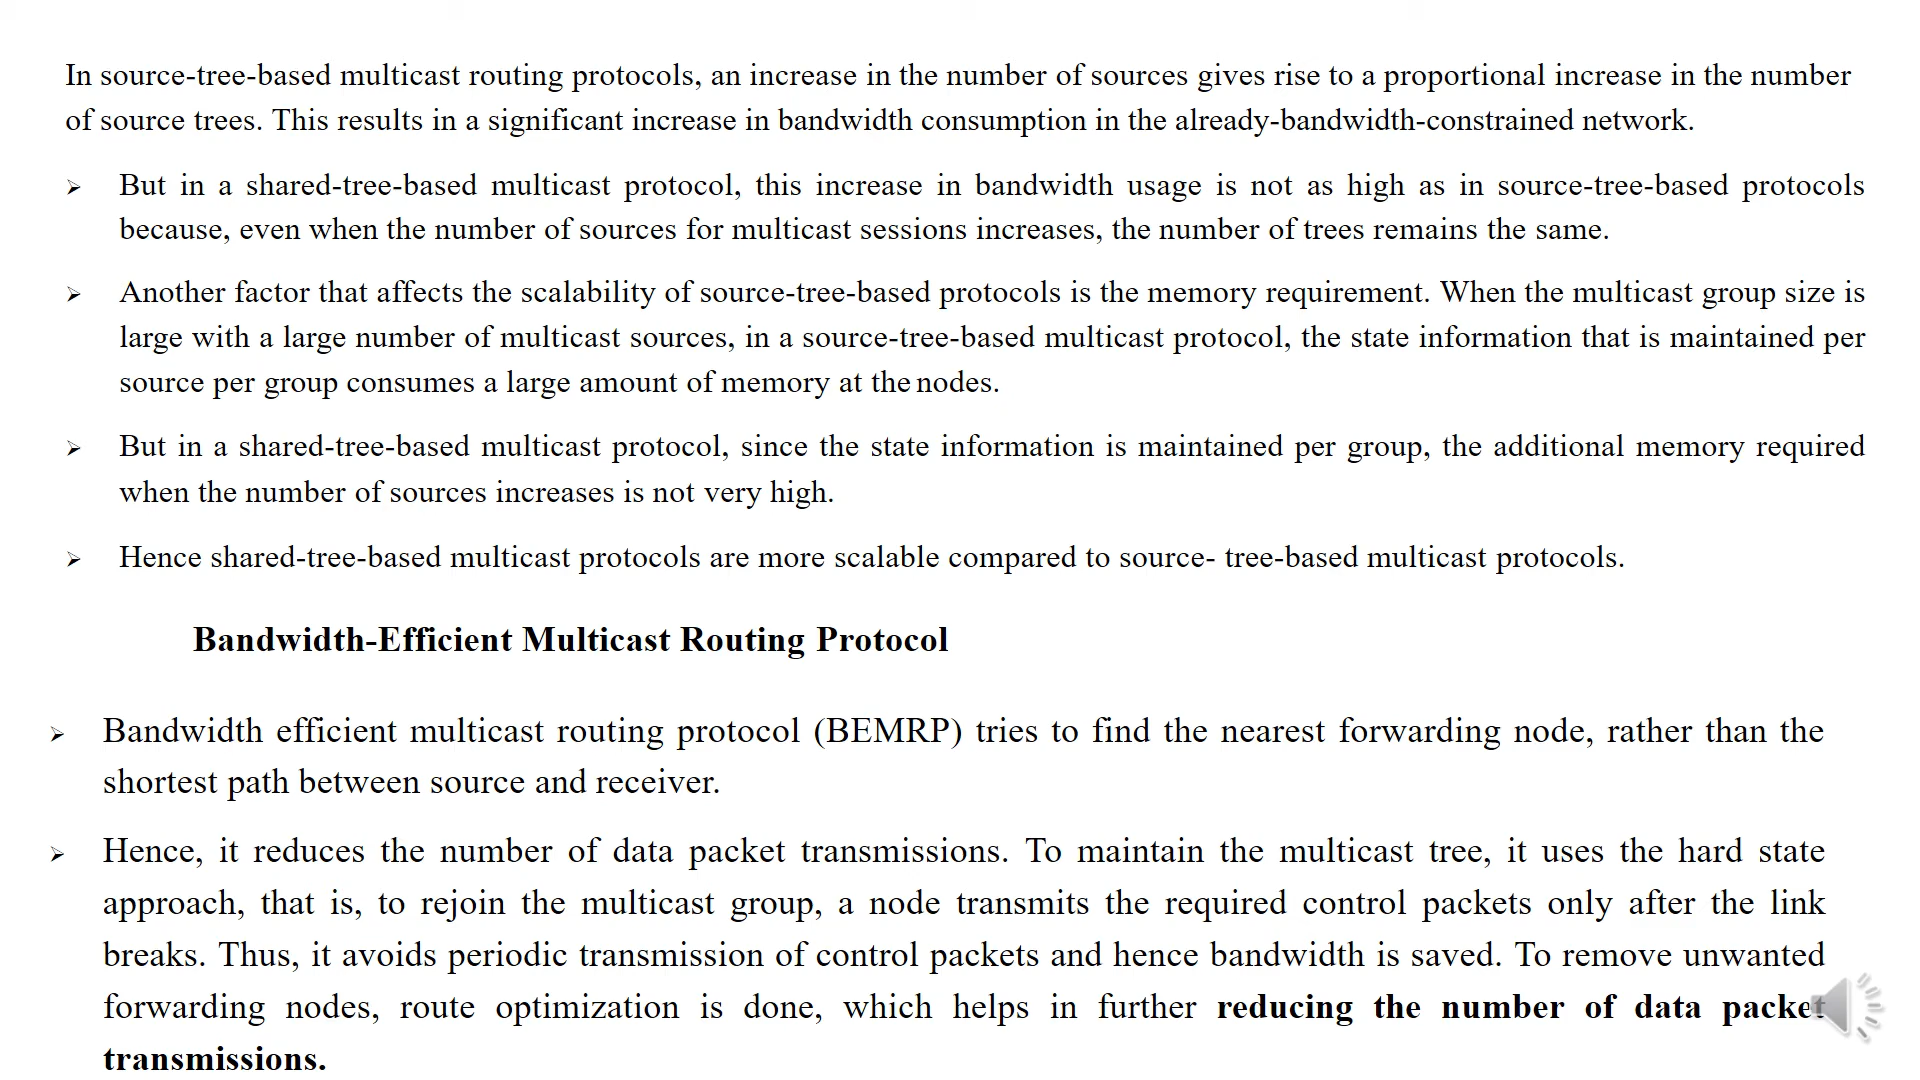 In source-tree-based multicast routing protocols, an increase in the number of sources gives rise to a proportional increase in the number
of source trees. This results in a significant increase in bandwidth consumption in the already-bandwidth-constrained network.
➢ But in a shared-tree-based multicast protocol, this increase in bandwidth usage is not as high as in source-tree-based protocols
because, even when the number of sources for multicast sessions increases, the number of trees remains the same.
➢ Another factor that affects the scalability of source-tree-based protocols is the memory requirement. When the multicast group size is
large with a large number of multicast sources, in a source-tree-based multicast protocol, the state information that is maintained per
source per group consumes a large amount of memory at the nodes.
➢ But in a shared-tree-based multicast protocol, since the state information is maintained per group, the additional memory required
when the number of sources increases is not very high.
➢ Hence shared-tree-based multicast protocols are more scalable compared to source- tree-based multicast protocols.
Bandwidth-Efficient Multicast Routing Protocol
➢ Bandwidth efficient multicast routing protocol (BEMRP) tries to find the nearest forwarding node, rather than the
shortest path between source and receiver.
➢ Hence, it reduces the number of data packet transmissions. To maintain the multicast tree, it uses the hard state
approach, that is, to rejoin the multicast group, a node transmits the required control packets only after the link
breaks. Thus, it avoids periodic transmission of control packets and hence bandwidth is saved. To remove unwanted
forwarding nodes, route optimization is done, which helps in further reducing the number of data packet
transmissions.